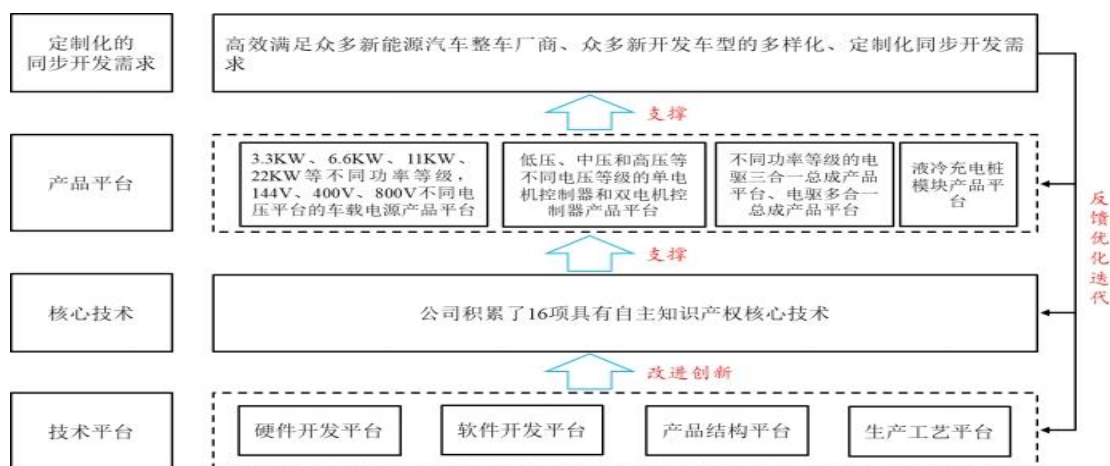 定制化的
同步开发需求
高效满足众多新能源汽车整车厂商、众多新开发车型的多样化、定制化同步开发需
求
支撑
产品平台
3.3KW、6.6KW、11KW、
22KW等不同功率等级，
144V、400V、800V不同电
压平台的车载电源产品平台
低压、中压和高压等
不同电压等级的单电
机控制器和双电机控
制器产品平台
不同功率等级的电
驱三合一总成产品
平台、电驱多合一
总成产品平台
液冷充电桩
模块产品平
台
支撑
核心技术
公司积累了16项具有自主知识产权核心技术
改进创新
技术平台
硬件开发平台
软件开发平台
产品结构平台
生产工艺平台
反馈优化迭代